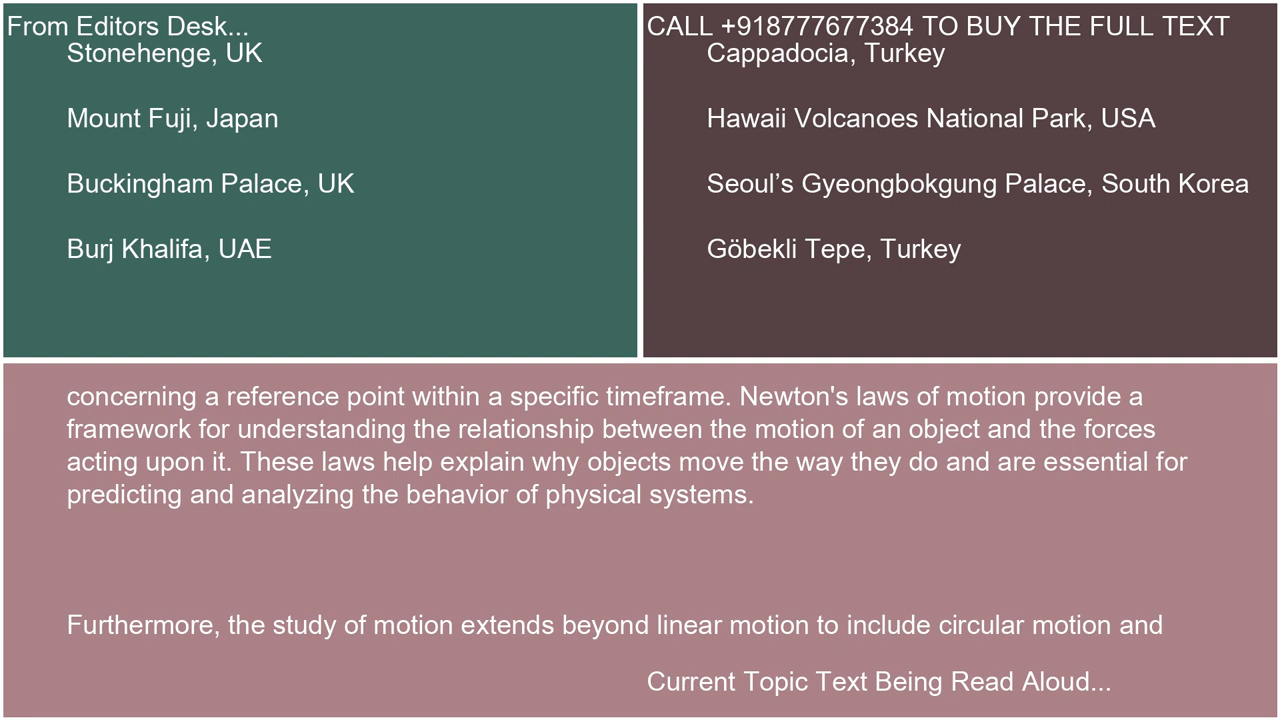 From Editors Desk...
Stonehenge, UK
Mount Fuji, Japan
Buckingham Palace, UK
Burj Khalifa, UAE
CALL +918777677384 TO BUY THE FULL TEXT
Cappadocia, Turkey
Hawaii Volcanoes National Park, USA
Seoul’s Gyeongbokgung Palace, South Korea
Göbekli Tepe, Turkey
concerning a reference point within a specific timeframe. Newton's laws of motion provide a
framework for understanding the relationship between the motion of an object and the forces
acting upon it. These laws help explain why objects move the way they do and are essential for
predicting and analyzing the behavior of physical systems.
Furthermore, the study of motion extends beyond linear motion to include circular motion and
Current Topic Text Being Read Aloud...